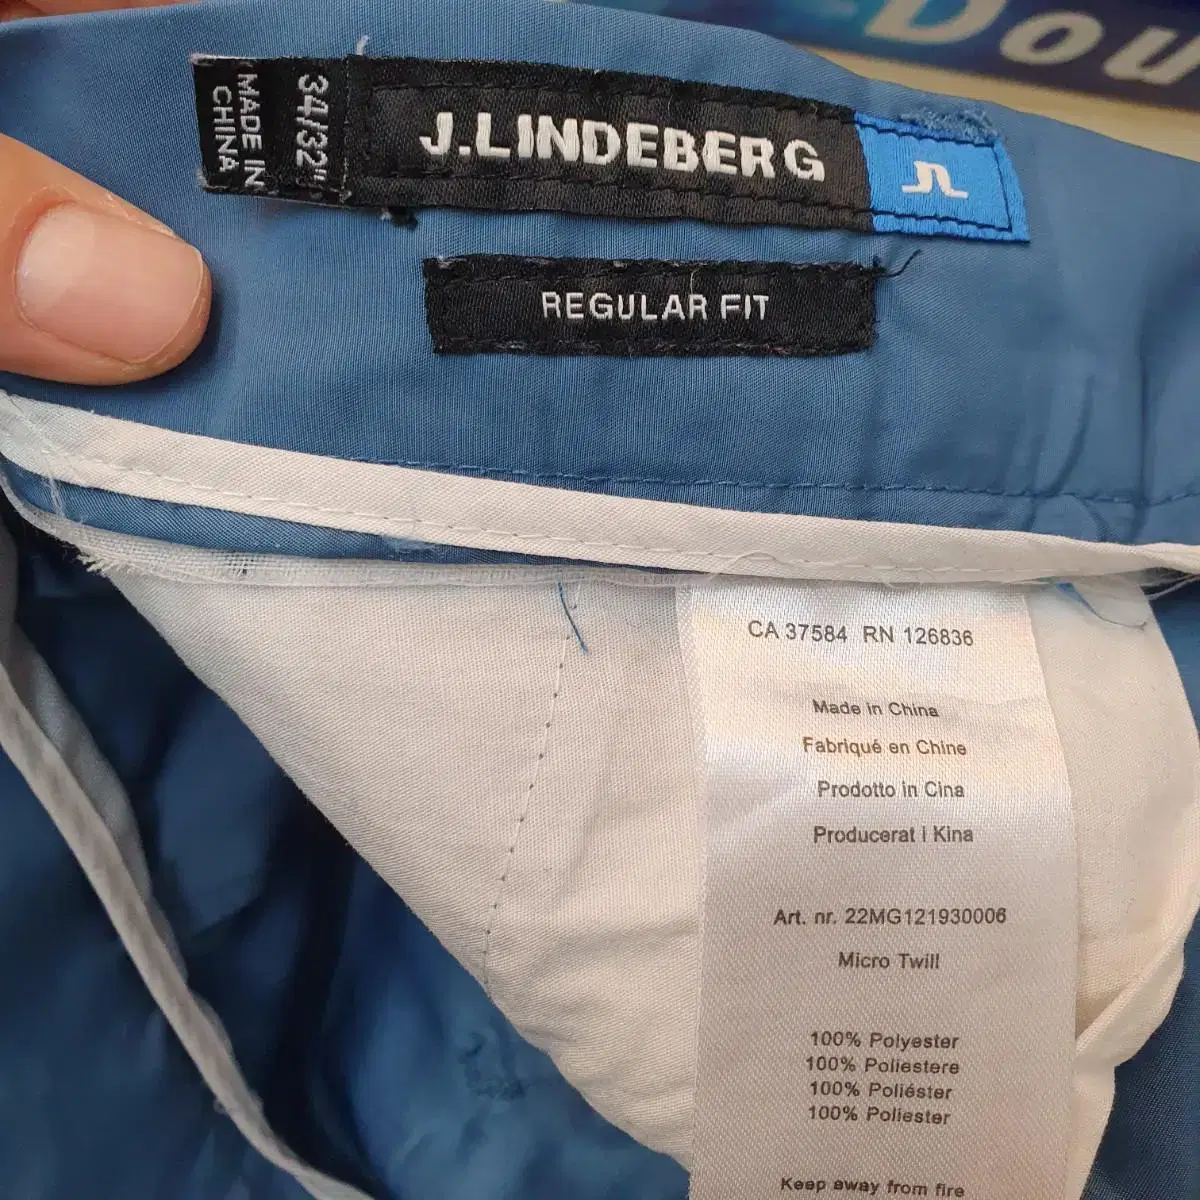 -Dou
34/32"
MADE IN
CHINA
J.LINDEBERG
REGULAR FIT
CA 37584 RN 126836
Made in China
Fabriqué en Chine
Prodotto in Cina
Producerat i Kina
Art. nr. 22MG121930006
Micro Twill
100% Polyester
100% Poliestere
100% Poliéster
100% Poliester
Keep away from fire